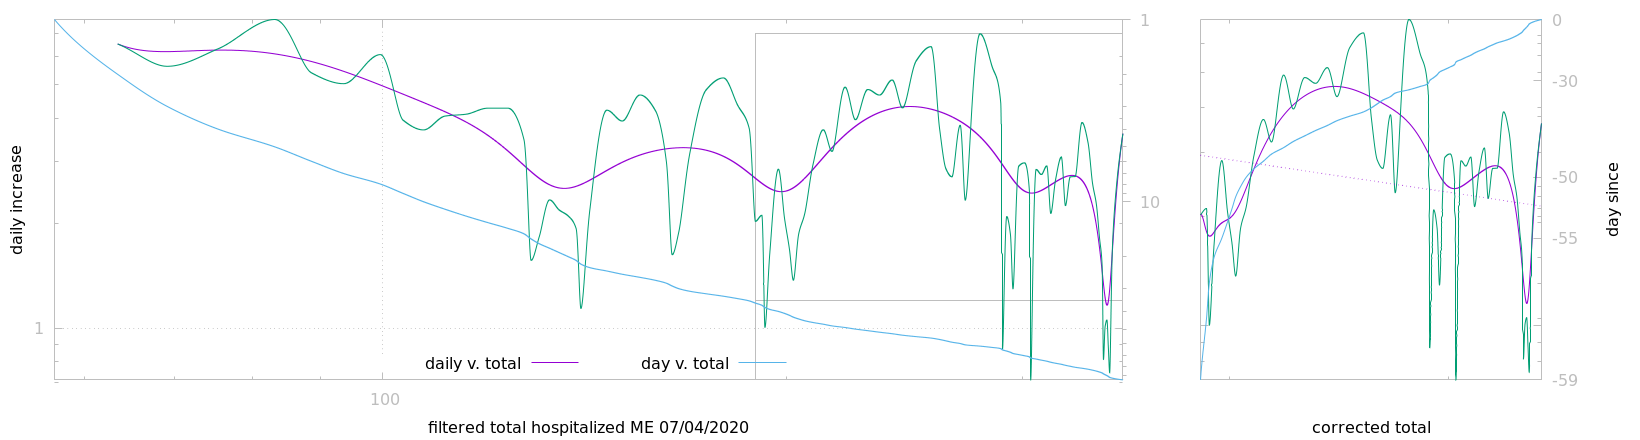 daily increase
1
100
daily v. total
day v. total
filtered total hospitalized ME 07/04/2020
1
10
corrected total
0
-30
-50
-55
-59
day since